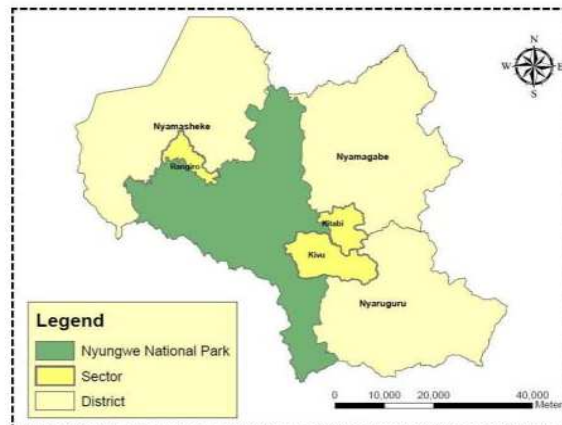 N
W E
S
Nyamasheke
Rangiro
Nyamagabe
Kitabi
Kivu
Nyaruguru
Legend
Nyungwe National Park
Sector
District
0 10,000 20,000 40,000
Meter